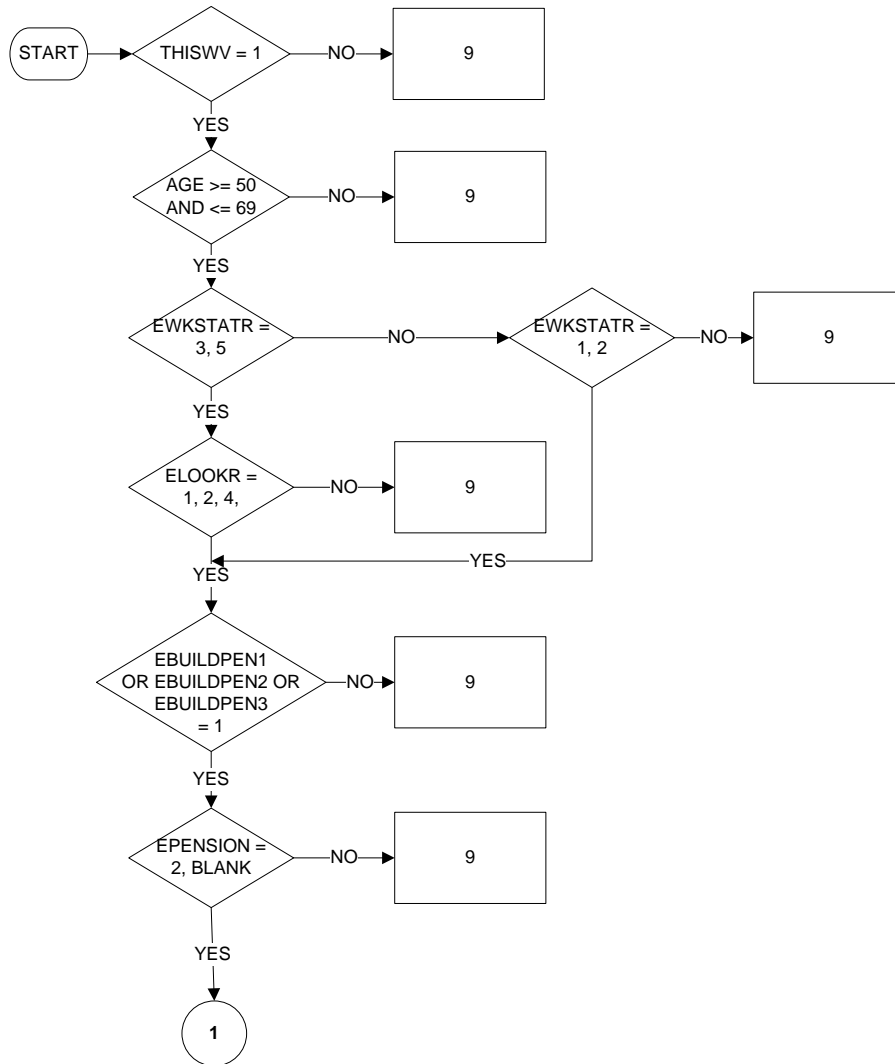 START
THISWV = 1
NO
9
YES
AGE >= 50
AND <= 69
NO
9
YES
EWKSTATR =
3, 5
NO
EWKSTATR =
1, 2
NO
9
YES
ELOOKR =
1, 2, 4,
NO
9
YES
YES
EBUILDPEN1
OR EBUILDPEN2 OR
EBUILDPEN3
= 1
NO
9
YES
EPENSION =
2, BLANK
NO
9
YES
1